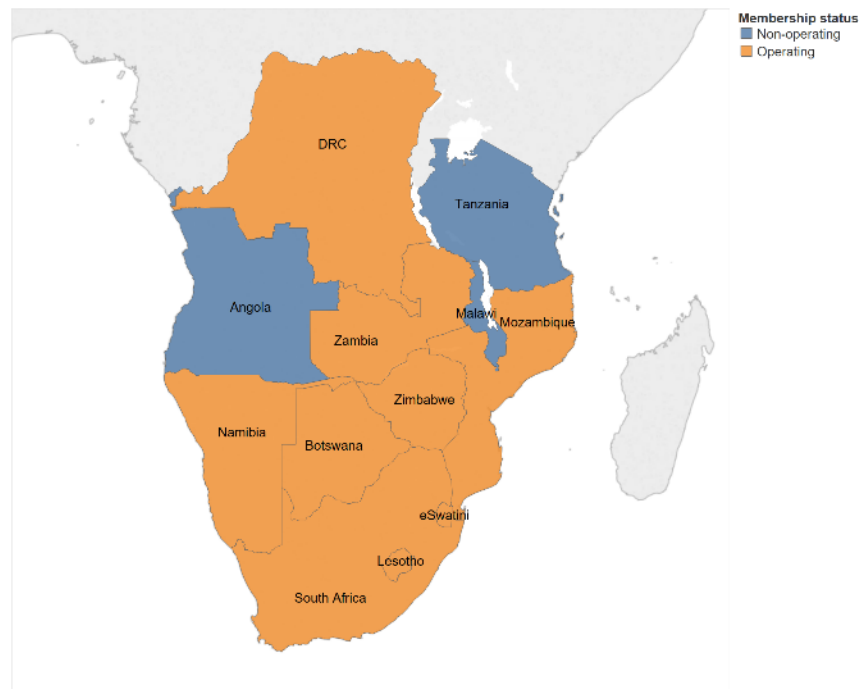 Membership status
Non-operating
Operating
DRC
Tanzania
Angola
Malawi
Mozambique
Zambia
Zimbabwe
Namibia
Botswana
eSwatini
Lesotho
South Africa